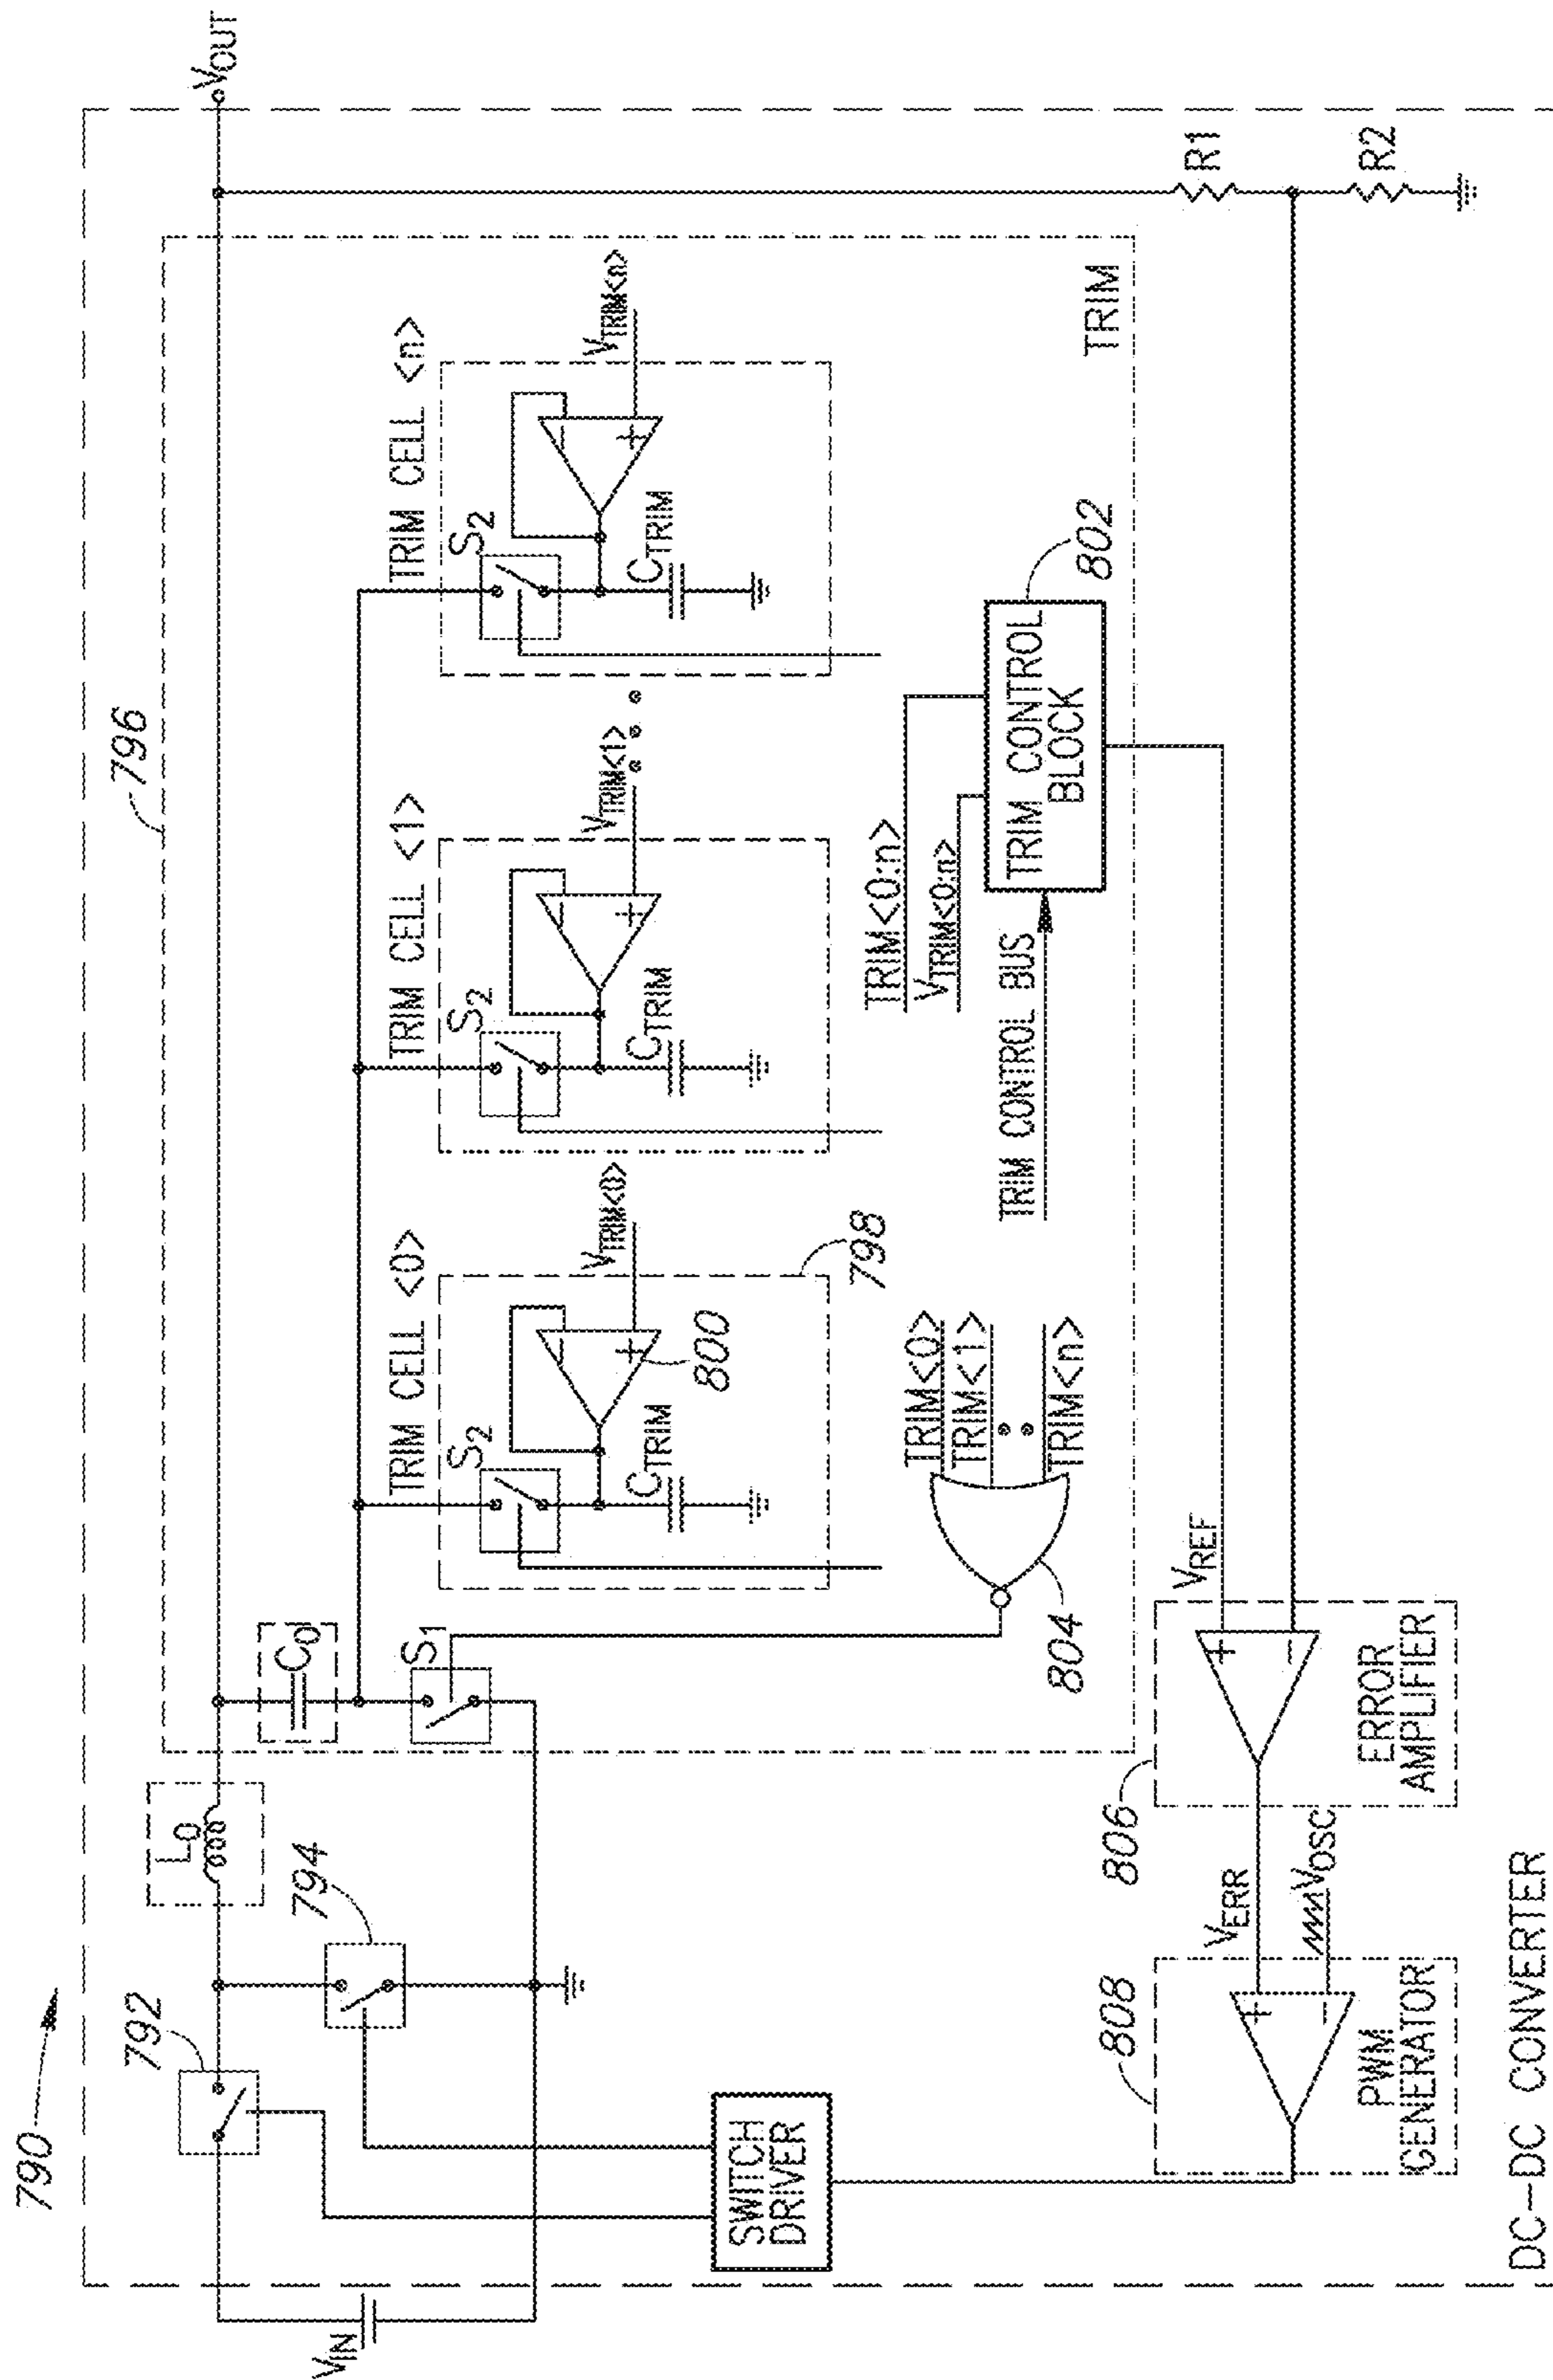 790
796
VIN
792
794
L0
C0
S1
VOUT
TRIM CELL <0>
S2
CTRIM
VTRIM<0>
800
798
TRIM CELL <1>
S2
CTRIM
VTRIM<1>
TRIM CELL <n>
S2
CTRIM
VTRIM<n>
TRIM<0>
TRIM<1>
TRIM<n>
804
TRIM<0:n>
VTRIM<0:n>
TRIM CONTROL BUS
TRIM CONTROL
BLOCK
802
TRIM
R1
R2
SWITCH
DRIVER
808
PWM
GENERATOR
VERR
VOSC
806
ERROR
AMPLIFIER
VREF
DC-DC CONVERTER